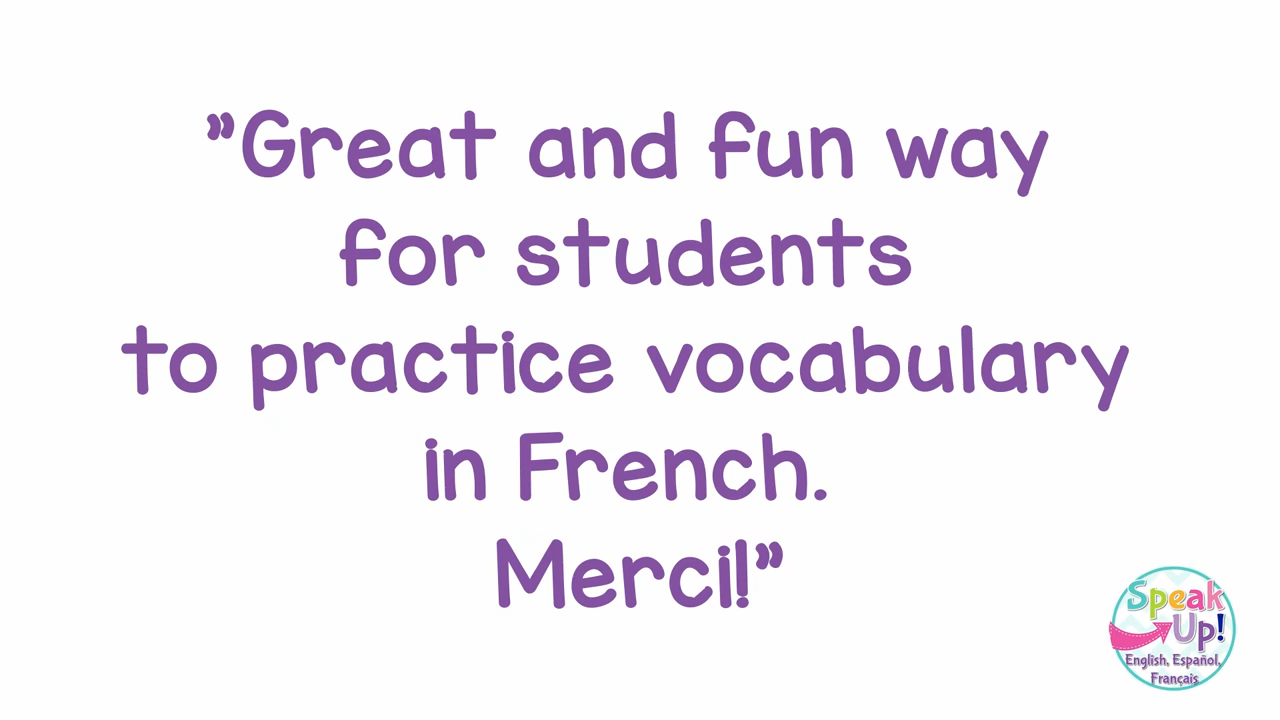 ”Great and fun way
for students
to practice vocabulary
in French.
Merci!”
Speak
Up!
English, Español,
Français